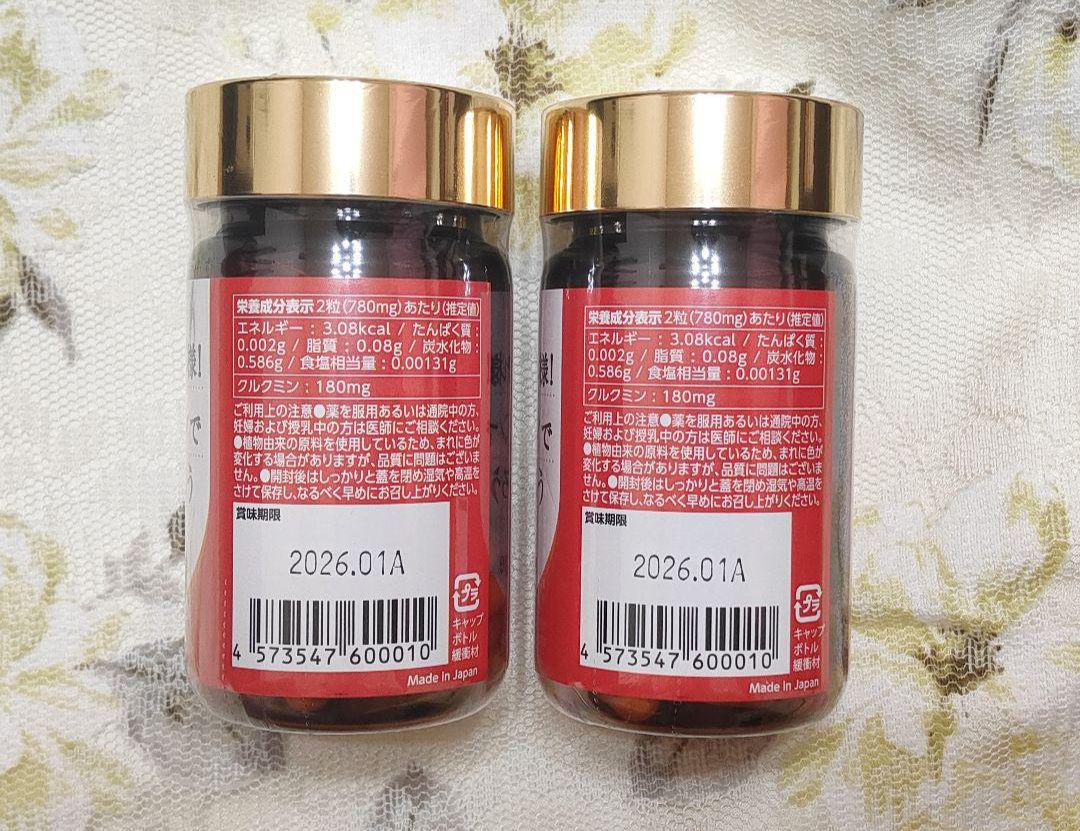 栄養成分表示 2粒(780mg)あたり(推定値)
エネルギー : 3.08kcal / たんぱく質 :
0.002g / 脂質 : 0.08g / 炭水化物 :
0.586g / 食塩相当量 : 0.00131g
クルクミン : 180mg
ご利用上の注意●薬を服用あるいは通院中の方、
妊婦および授乳中の方は医師にご相談ください。
●植物由来の原料を使用しているため、まれに色が
変化する場合がありますが、品質に問題はございま
せん。●開封後はしっかりと蓋を閉め湿気や高温を
さけて保存し、なるべく早めにお召し上がりください。
賞味期限
2026.01A
4 573547 600010
プラ
キャップ
ボトル
緩衝材
Made in Japan
様!
で
栄養成分表示 2粒(780mg)あたり(推定値)
エネルギー : 3.08kcal / たんぱく質 :
0.002g / 脂質 : 0.08g / 炭水化物 :
0.586g / 食塩相当量 : 0.00131g
クルクミン : 180mg
ご利用上の注意●薬を服用あるいは通院中の方、
妊婦および授乳中の方は医師にご相談ください。
●植物由来の原料を使用しているため、まれに色が
変化する場合がありますが、品質に問題はございま
せん。●開封後はしっかりと蓋を閉め湿気や高温を
さけて保存し、なるべく早めにお召し上がりください。
賞味期限
2026.01A
4 573547 600010
プラ
キャップ
ボトル
緩衝材
Made in Japan